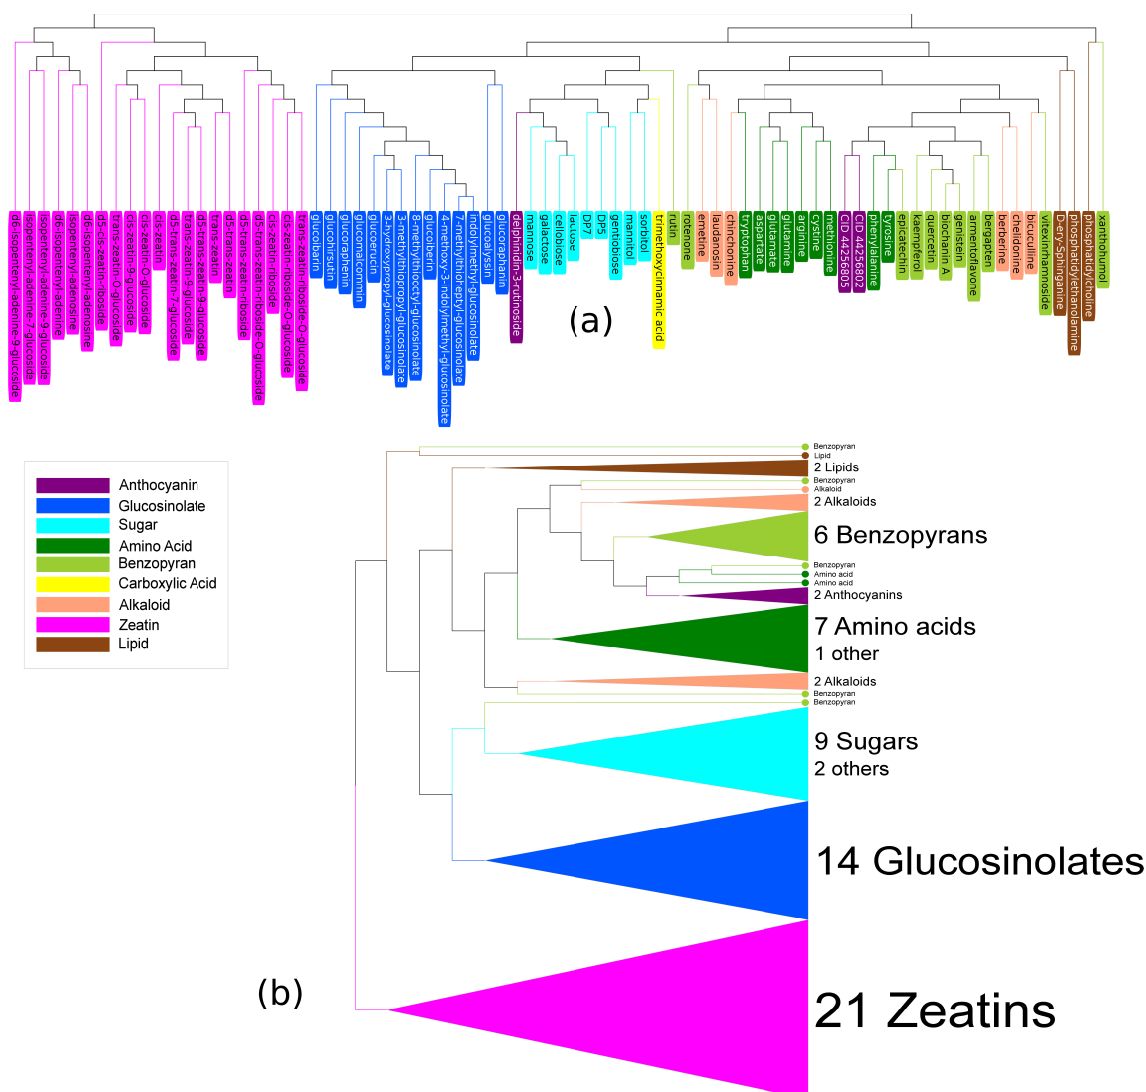 d6-isopentenyl-adenine-9-glucoside
isopentenyl-adenine-7-glucoside
isopentenyl-adenine-9-glucoside
d6-isopentenyl-adenine
isopentenyl-adenosine
d6-isopentenyl-adenosine
d5-cis-zeatin-riboside
trans-zeatin-O-glucoside
cis-zeatin-9-glucoside
cis-zeatin-O-glucoside
cis-zeatin
d5-trans-zeatin-7-glucoside
trans-zeatin-9-glucoside
d5-trans-zeatin-9-glucoside
trans-zeatin
d5-trans-zeatin
d5-trans-zeatin-riboside
d5-trans-zeatin-riboside-O-glucoside
cis-zeatin-riboside
cis-zeatin-riboside-O-glucoside
trans-zeatin-riboside-O-glucoside
glucobarin
glucohirsutin
glucoraphenin
gluconalcommin
glucoerucin
3-hydroxypropyl-glucosinolate
3-methylthiopropyl-glucosinolate
8-methylthiooctyl-glucosinolate
glucoiberin
4-methoxy-3-indolymethyl-glucosinolate
7-methylthiohreptyl-glucosinolate
indolymethyl-glucosinolate
glucoalyssin
glucoraphanin
delphinidin-3-rutinoside
mannose
galactose
cellobiose
lactose
DP7
DP5
gentiobiose
mannitol
sorbitol
trimethoxycinnamic acid
rutin
rotenone
emetine
laudanosin
chinchonine
tryptophan
aspartate
glutamate
glutamine
arginine
cystine
methionine
CID 44256805
CID 44256802
phenylalanine
tyrosine
epicatechin
kaempferol
quercetin
biochanin A
genistein
armentoflavone
bergapten
berberine
chelidonine
bicuculline
vitexinrhamnoside
D-ery-sphinganine
phosphatidylethanolamine
phosphatidylcholine
xanthohumol
(a)
Anthocyanin
Glucosinolate
Sugar
Amino Acid
Benzopyran
Carboxylic Acid
Alkaloid
Zeatin
Lipid
Benzopyran
Lipid
2 Lipids
Benzopyran
Alkaloid
2 Alkaloids
6 Benzopyrans
Benzopyran
Amino acid
Amino acid
2 Anthocyanins
7 Amino acids
1 other
2 Alkaloids
Benzopyran
Benzopyran
9 Sugars
2 others
14 Glucosinolates
21 Zeatins
(b)